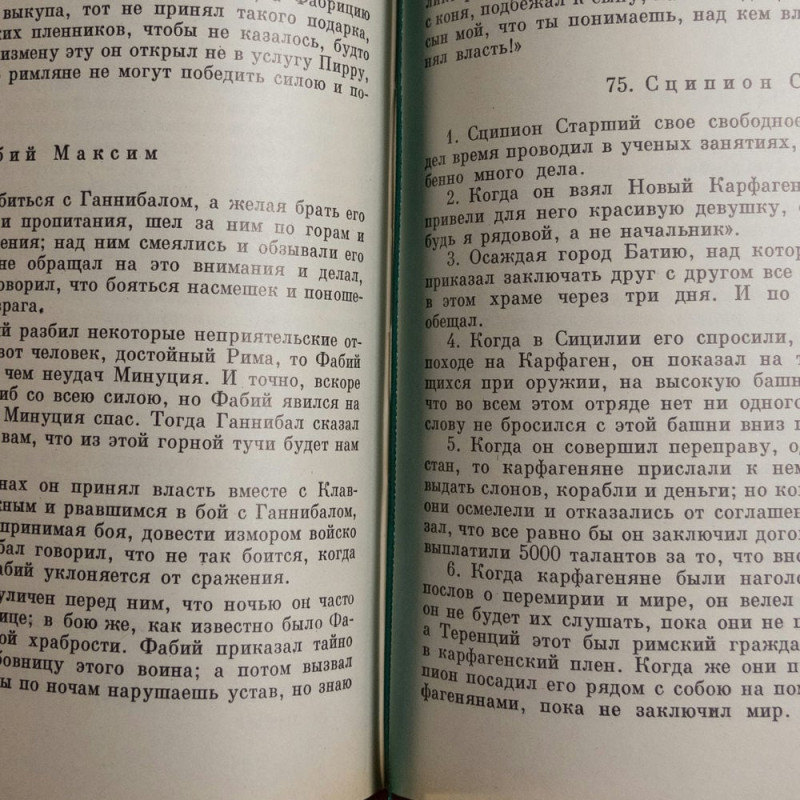 Фабрицию
выкупа, тот не принял такого подарка,
ких пленников, чтобы не казалось, будто
измену эту он открыл не в услугу Пирру,
римляне не могут победить силою и по-
бий Максим
биться с Ганнибалом, а желая брать его
и пропитания, шел за ним по горам и
ения; над ним смеялись и обзывали его
не обращал на это внимания и делал,
оворил, что бояться насмешек и поноше-
врага.
ий разбил некоторые неприятельские от-
вот человек, достойный Рима, то Фабий
чем неудач Минуция. И точно, вскоре
иб со всею силою, но Фабий явился на
Минуция спас. Тогда Ганнибал сказал
вам, что из этой горной тучи будет нам
нах он принял власть вместе с Клав-
жным и рвавшимся в бой с Ганнибалом,
принимая боя, довести измором войско
бал говорил, что не так боится, когда
абий уклоняется от сражения.
уличен перед ним, что ночью он часто
ице; в бою же, как известно было Фа-
ой храбрости. Фабий приказал тайно
бовницу этого воина; а потом вызвал
ы по ночам нарушаешь устав, но знаю
с коня, подбежал к сыну,
сын мой, что ты понимаешь, над кем вл
нял власть!»
75. Сципион С
1. Сципион Старший свое свободное
дел время проводил в ученых занятиях,
бенно много дела.
2. Когда он взял Новый Карфаген
привели для него красивую девушку,
будь я рядовой, а не начальник».
3. Осаждая город Батию, над котор
приказал заключать друг с другом все
в этом храме через три дня. И по
обещал.
4. Когда в Сицилии его спросили,
походе на Карфаген, он показал на т
щихся при оружии, на высокую башн
что во всем этом отряде нет ни одного
слову не бросился с этой башни вниз
5. Когда он совершил переправу, о
стан, то карфагеняне прислали к нем
выдать слонов, корабли и деньги; но ко
они осмелели и отказались от соглашен
зал, что все равно бы он заключил догов
выплатили 5000 талантов за то, что вно
6. Когда карфагеняне были наголо
послов о перемирии и мире, он велел
он не будет их слушать, пока они не
а Теренций этот был римский гражда
в карфагенский плен. Когда же они п
пион посадил его рядом с собою на по
фагенянами, пока не заключил мир.